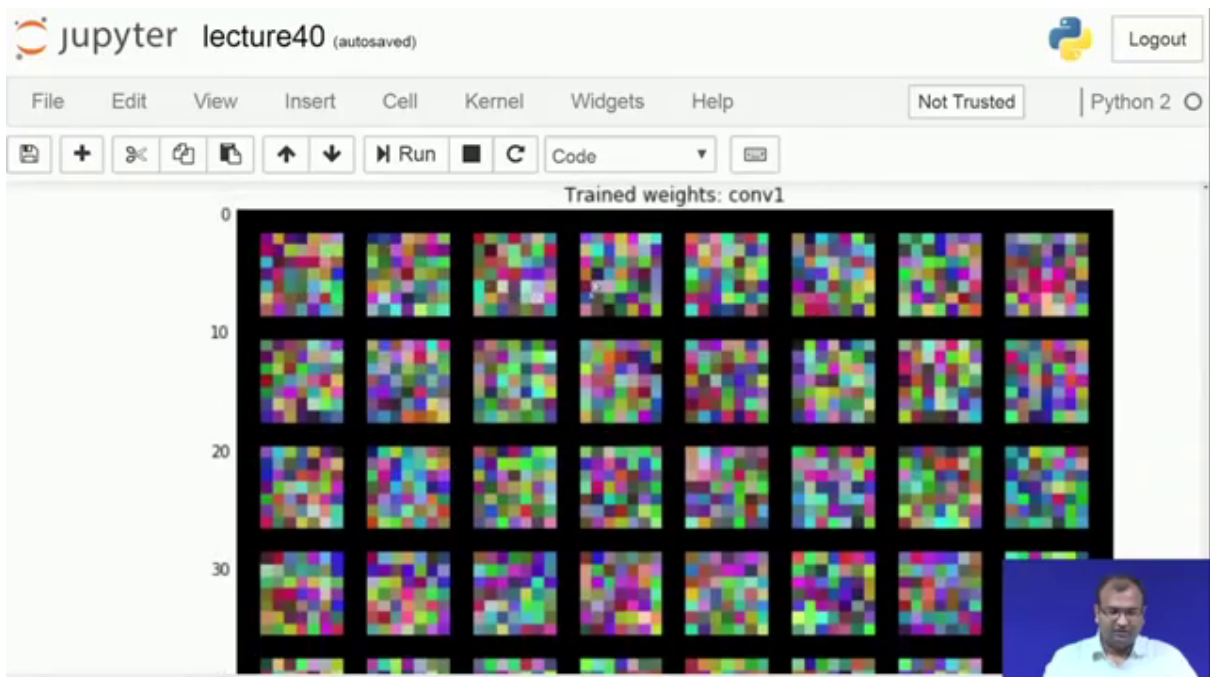 jupyter lecture40 (autosaved)
Logout
File Edit View Insert Cell Kernel Widgets Help Not Trusted Python 2
Run Code
Trained weights: conv1
0
10
20
30